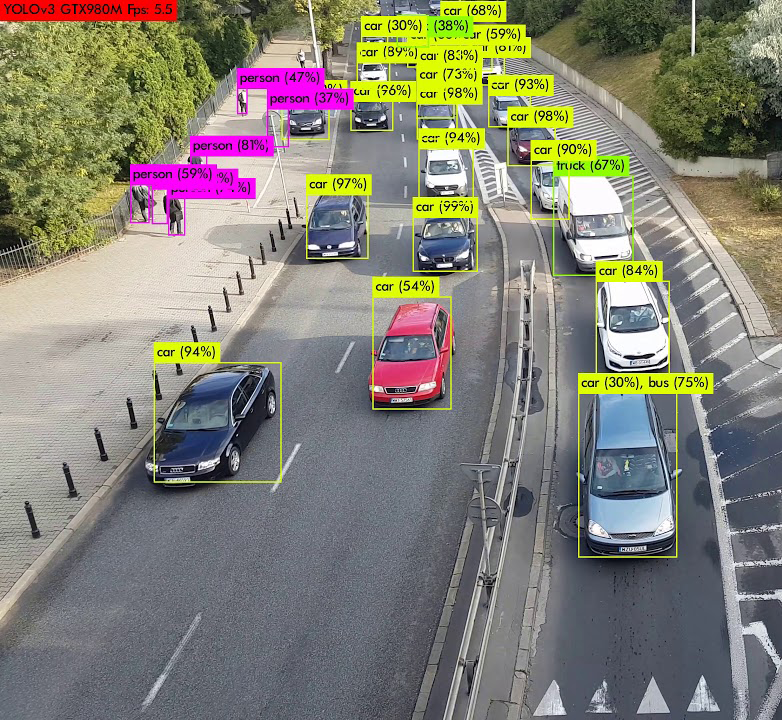 YOLOv3 GTX980M Fps: 5.5
car (68%)
car (30%)
(38%)
(59%)
(61%)
car (89%)
car (83%)
person (47%)
car (73%)
car (93%)
person (37%)
car (96%)
car (98%)
car (98%)
person (81%)
car (94%)
car (90%)
truck (67%)
person (59%)
car (97%)
car (99%)
car (84%)
car (54%)
car (94%)
car (30%), bus (75%)